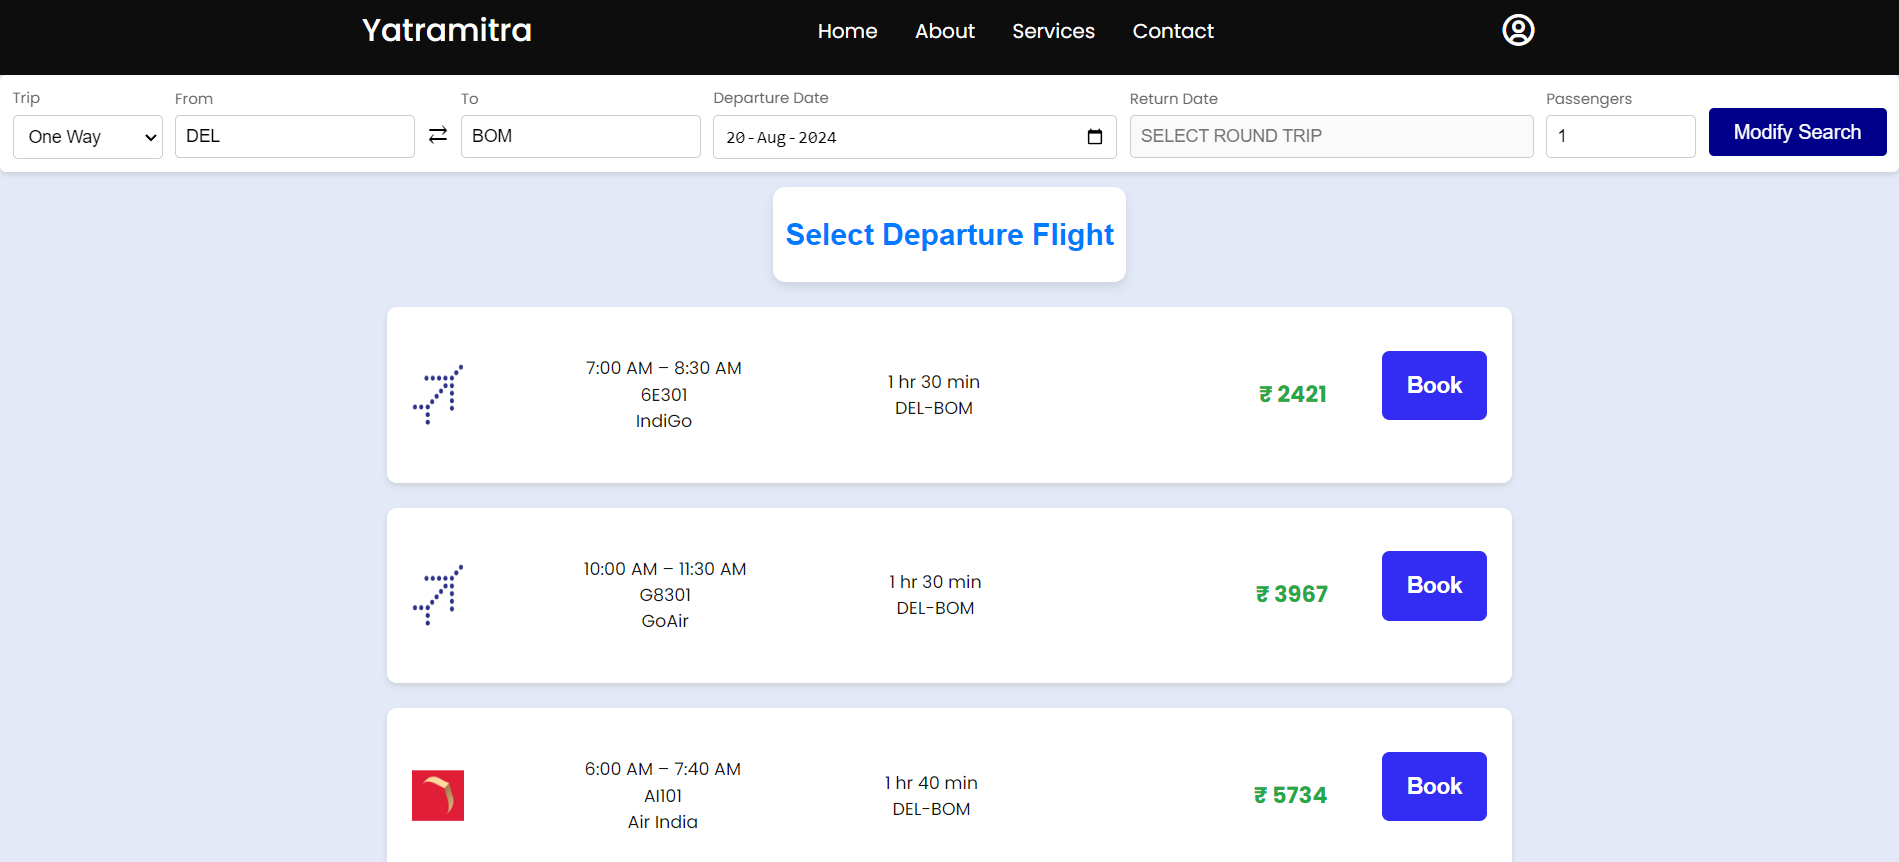 Yatramitra
Home About Services Contact
Trip From To Departure Date Return Date Passengers
One Way DEL BOM 20-Aug-2024 SELECT ROUND TRIP 1 Modify Search
Select Departure Flight
7:00 AM – 8:30 AM
6E301
IndiGo
1 hr 30 min
DEL-BOM
₹ 2421
Book
10:00 AM – 11:30 AM
G8301
GoAir
1 hr 30 min
DEL-BOM
₹ 3967
Book
6:00 AM – 7:40 AM
AI101
Air India
1 hr 40 min
DEL-BOM
₹ 5734
Book